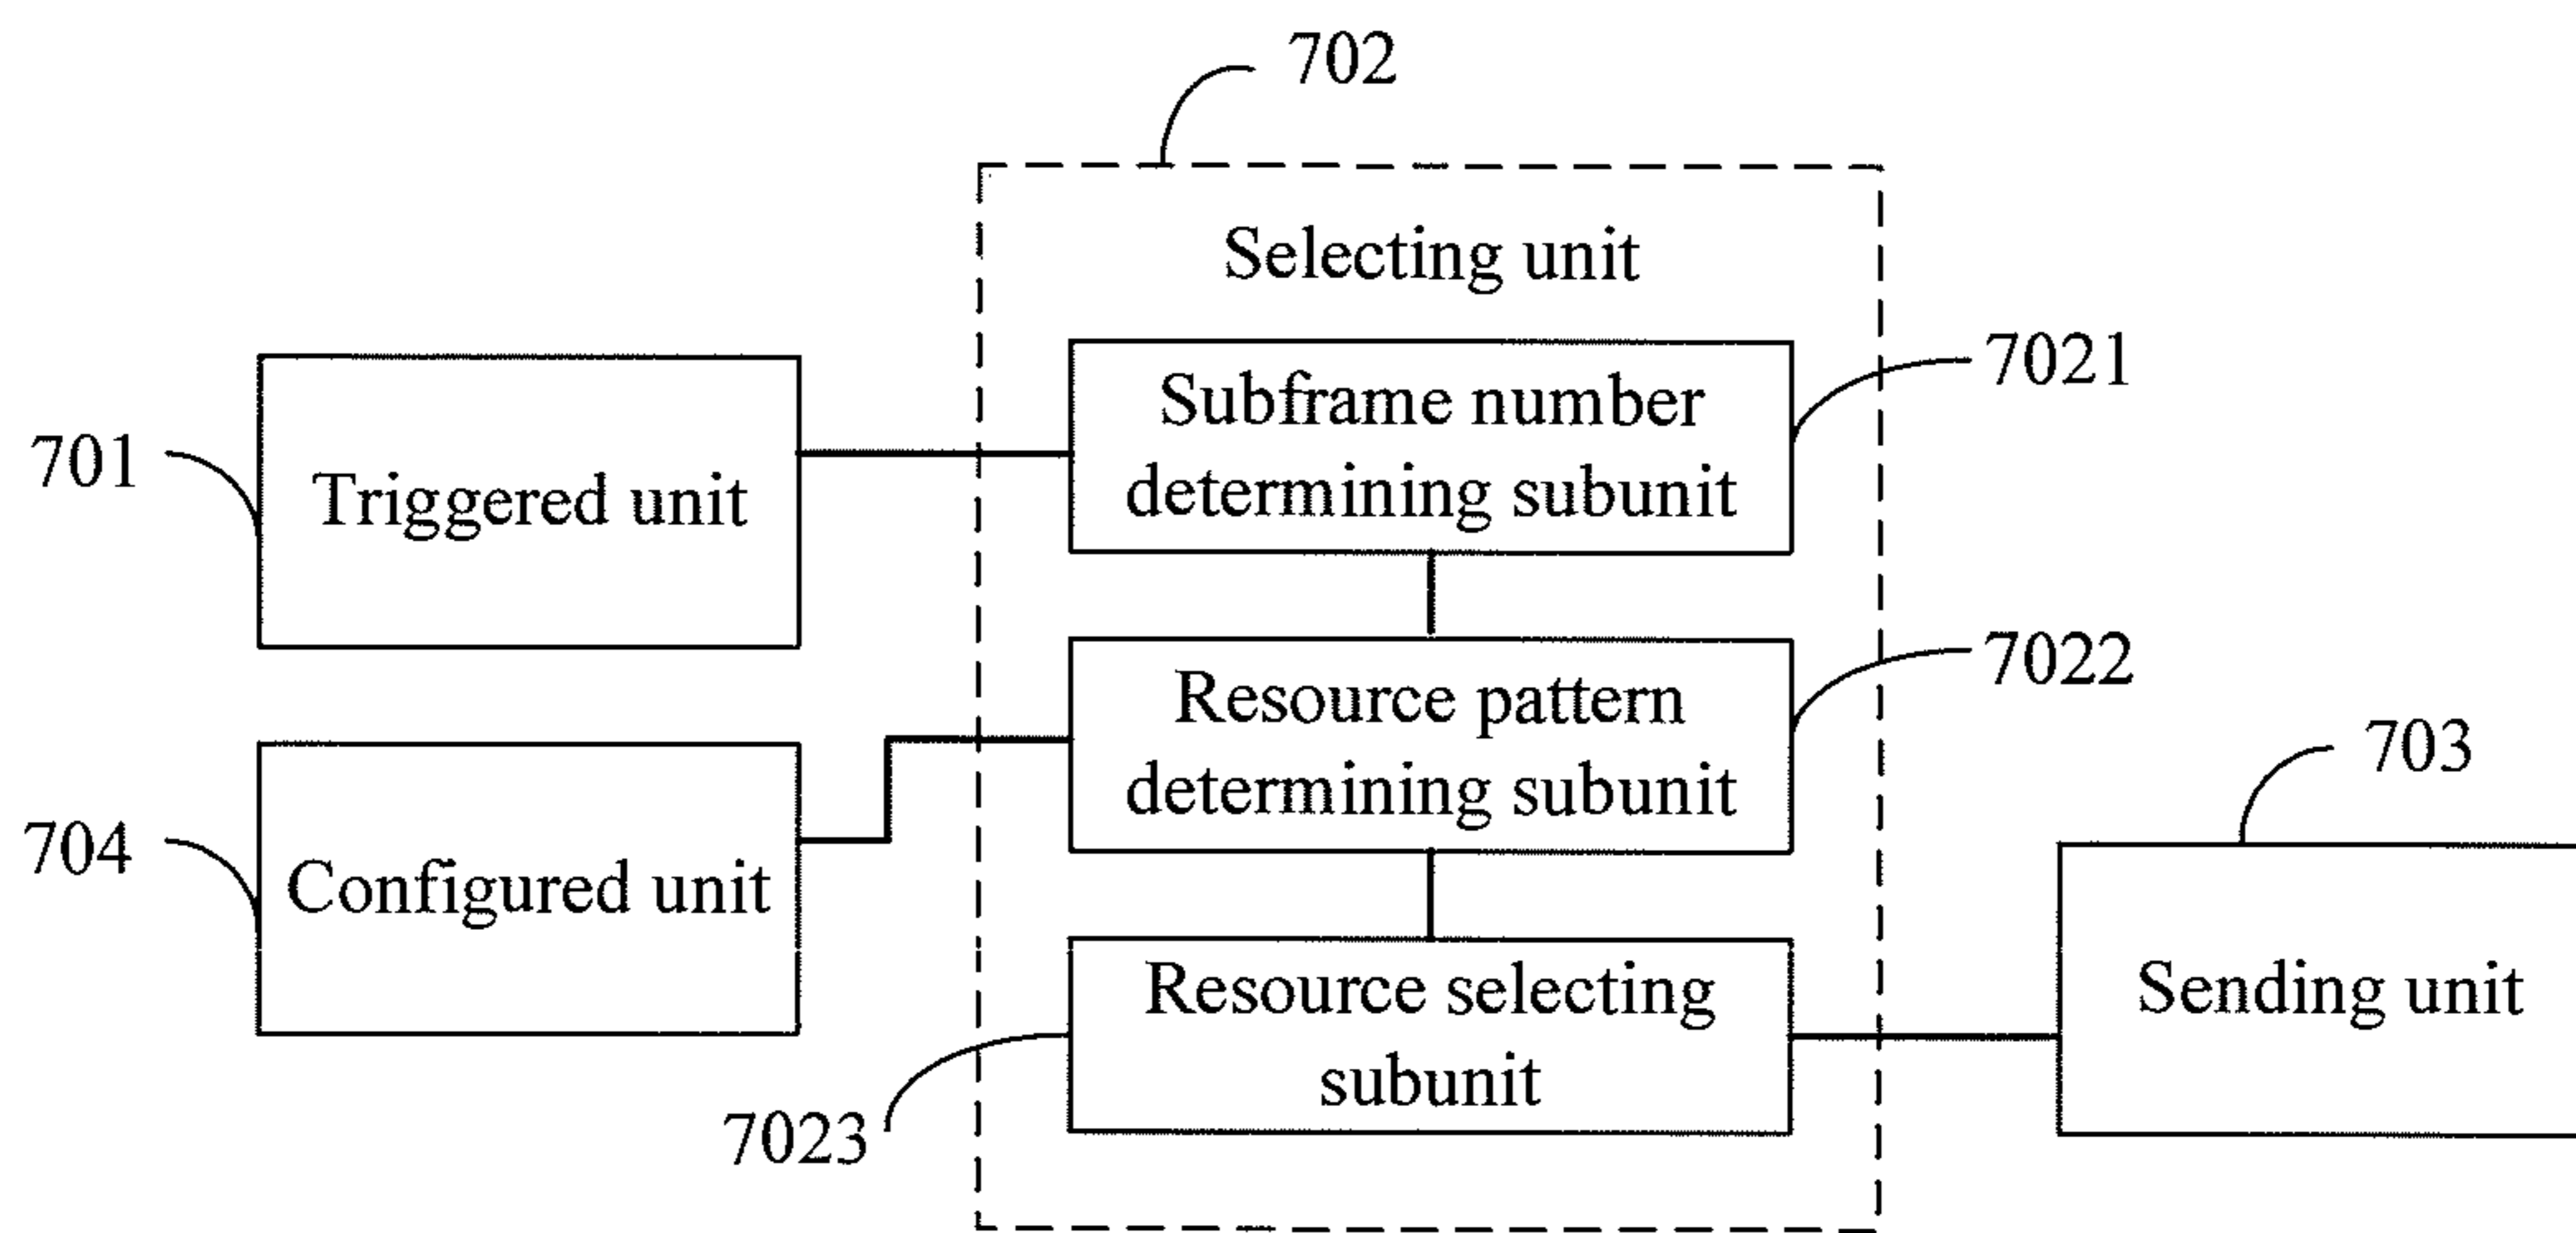 702
Selecting unit
7021
Subframe number
determining subunit
701
Triggered unit
7022
Resource pattern
determining subunit
703
704
Configured unit
Resource selecting
subunit
Sending unit
7023